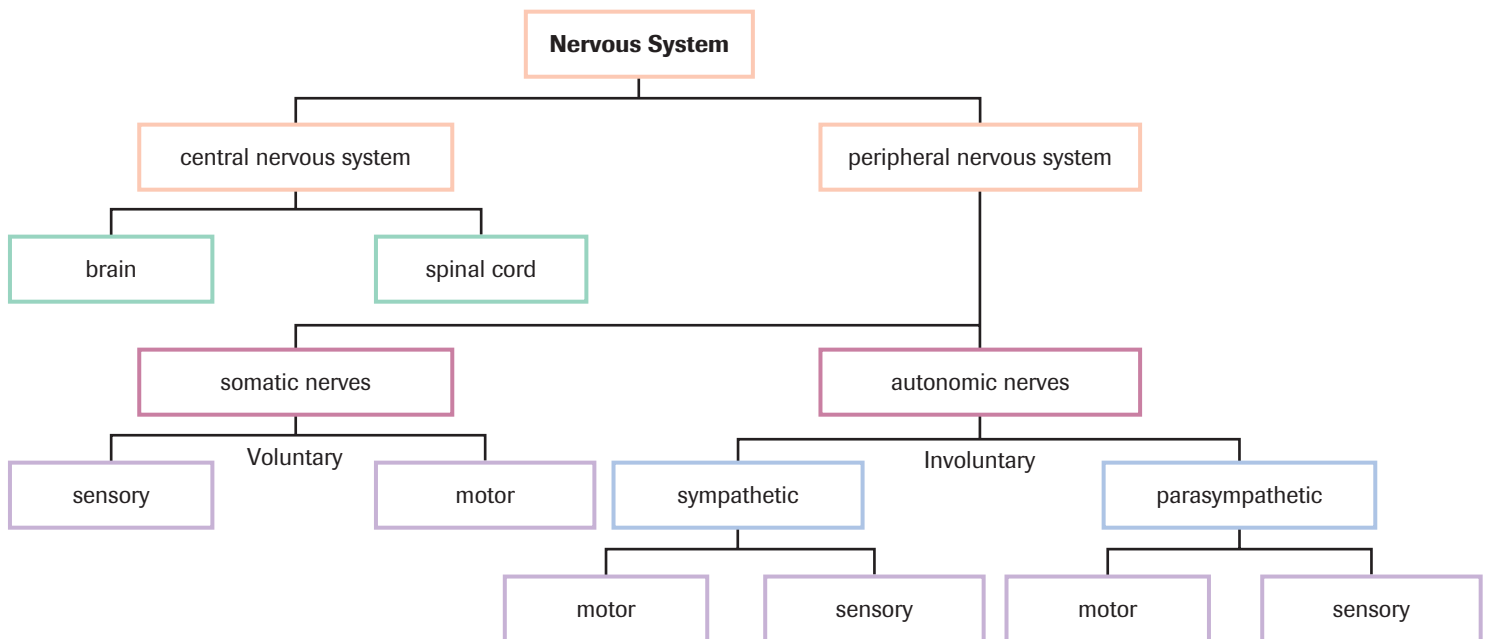 Nervous System
central nervous system
peripheral nervous system
brain
spinal cord
somatic nerves
autonomic nerves
Voluntary
Involuntary
sensory
motor
sympathetic
parasympathetic
motor
sensory
motor
sensory